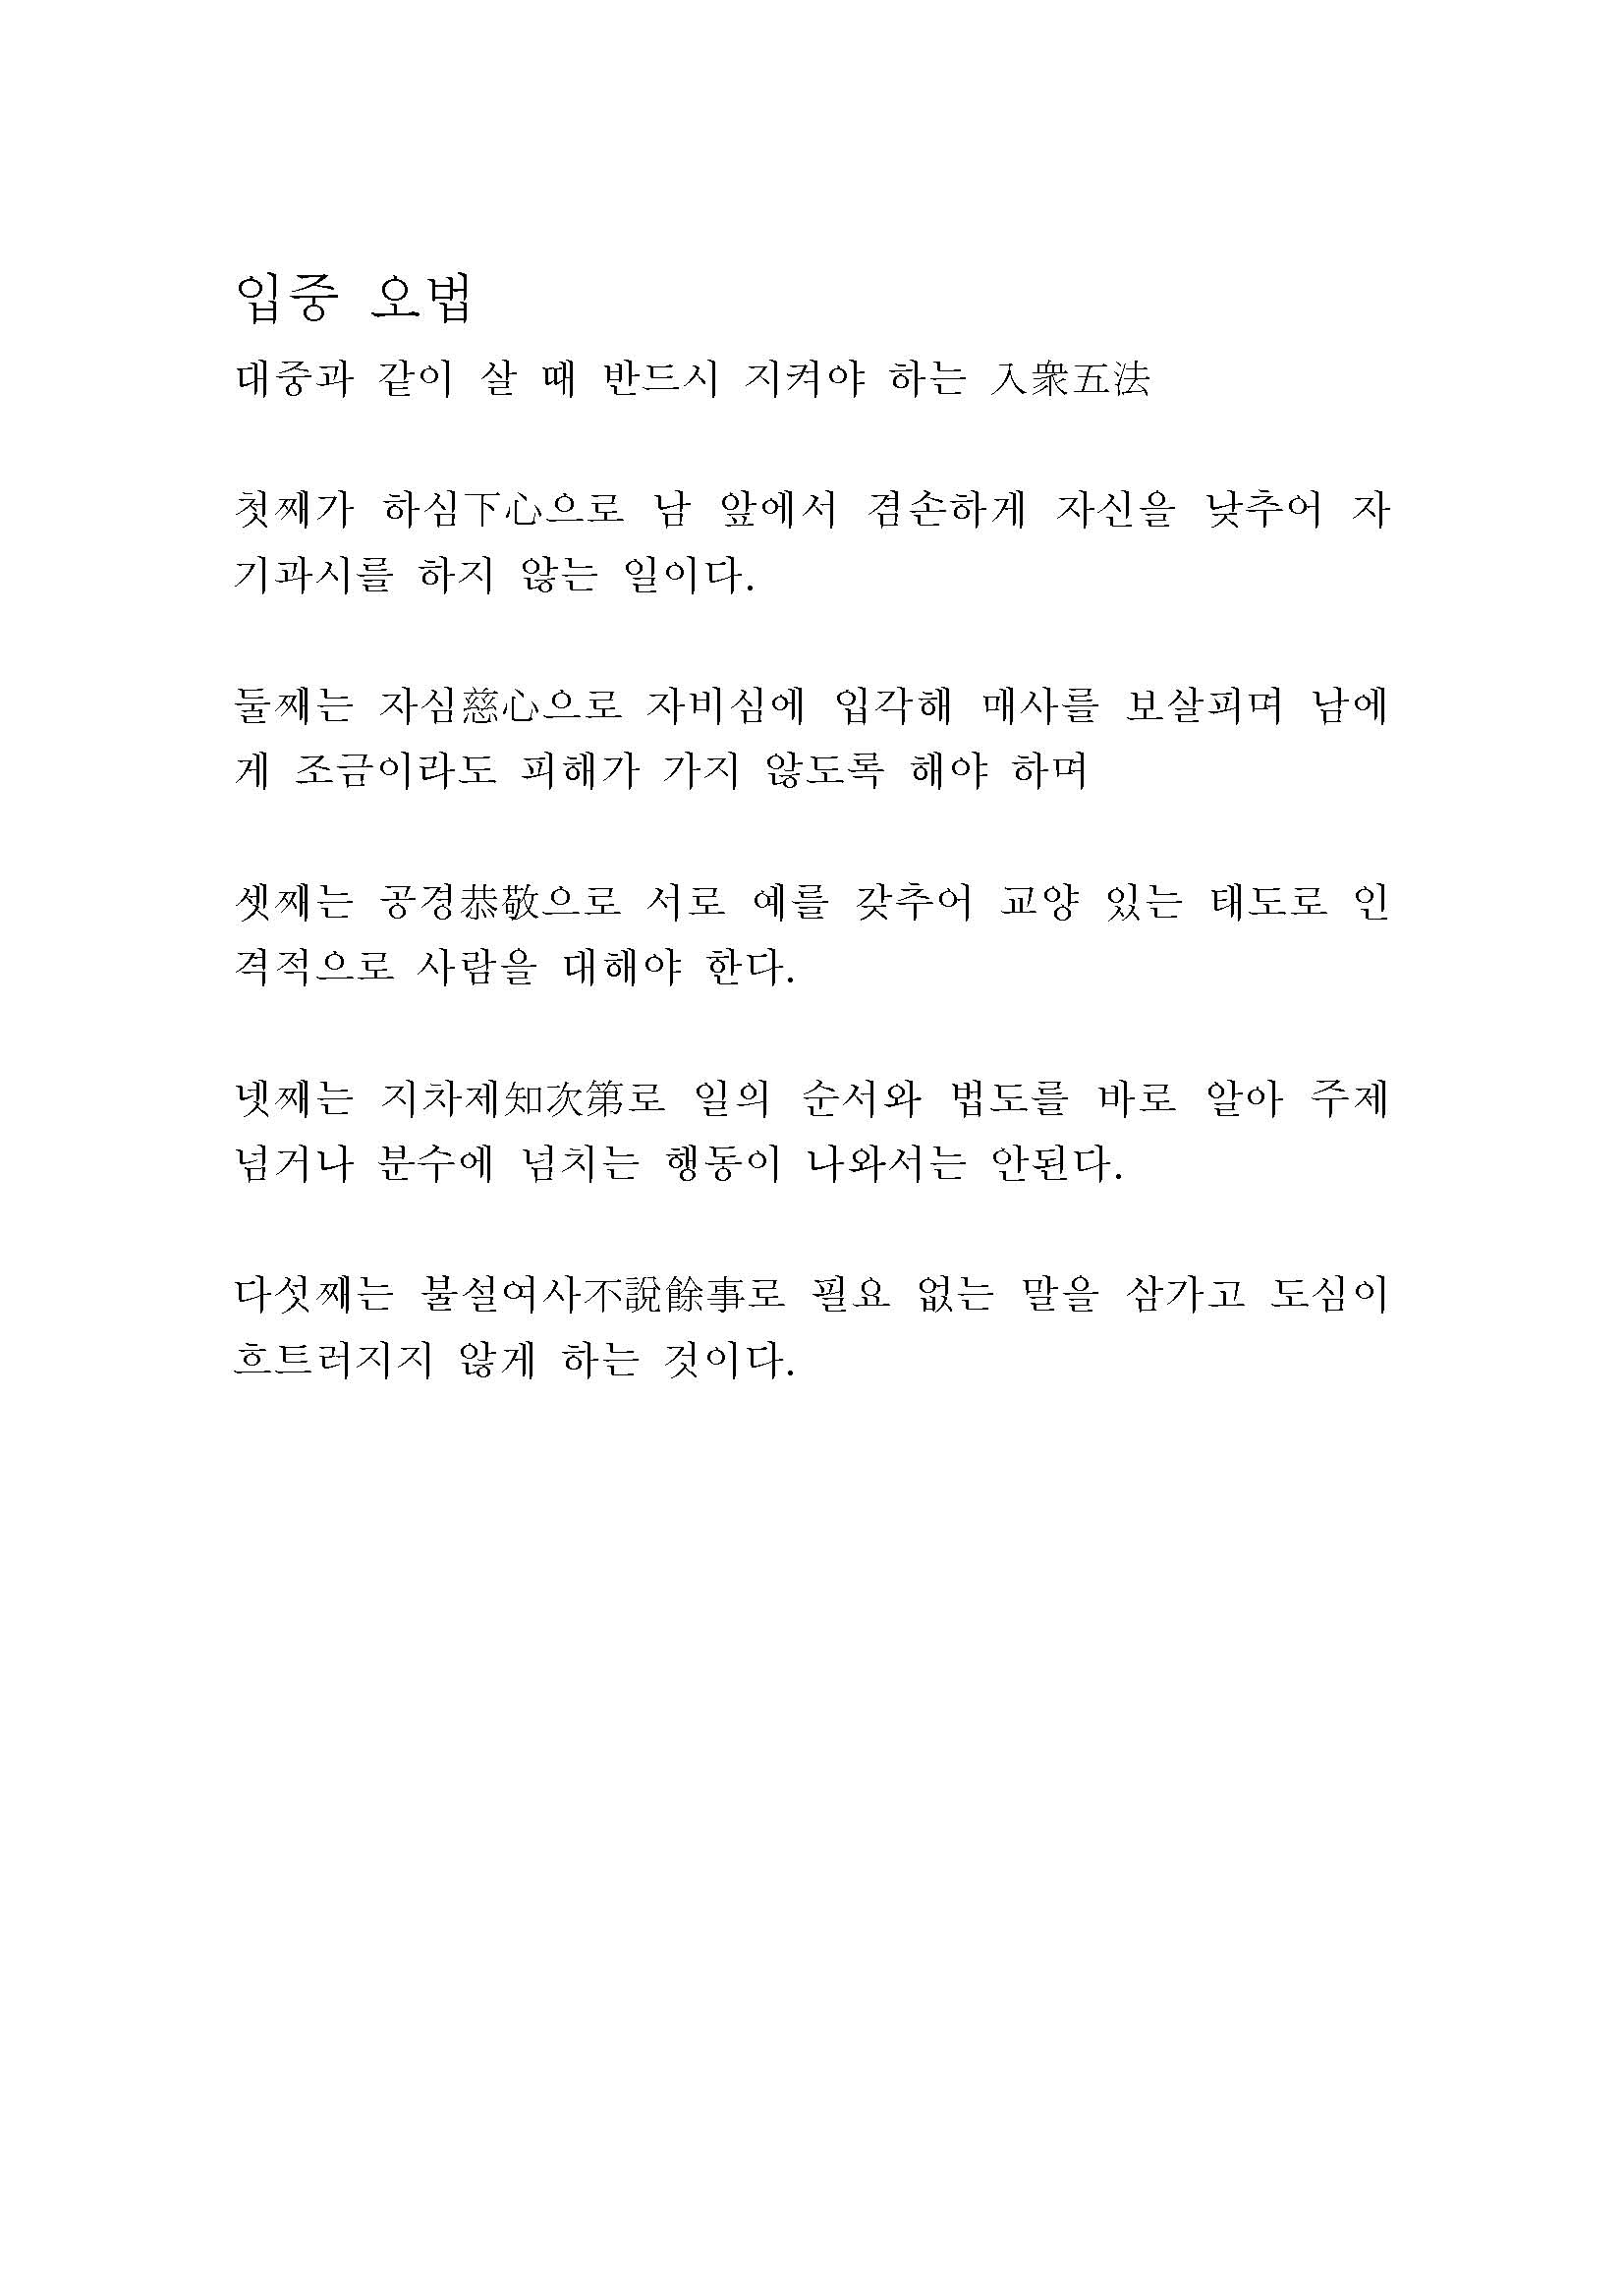 입중 오법
대중과 같이 살 때 반드시 지켜야 하는 入衆五法
첫째가 하심下心으로 남 앞에서 겸손하게 자신을 낮추어 자
기과시를 하지 않는 일이다.
둘째는 자심慈心으로 자비심에 입각해 매사를 보살피며 남에
게 조금이라도 피해가 가지 않도록 해야 하며
셋째는 공경恭敬으로 서로 예를 갖추어 교양 있는 태도로 인
격적으로 사람을 대해야 한다.
넷째는 지차제知次第로 일의 순서와 법도를 바로 알아 주제
넘거나 분수에 넘치는 행동이 나와서는 안된다.
다섯째는 불설여사不說餘事로 필요 없는 말을 삼가고 도심이
흐트러지지 않게 하는 것이다.